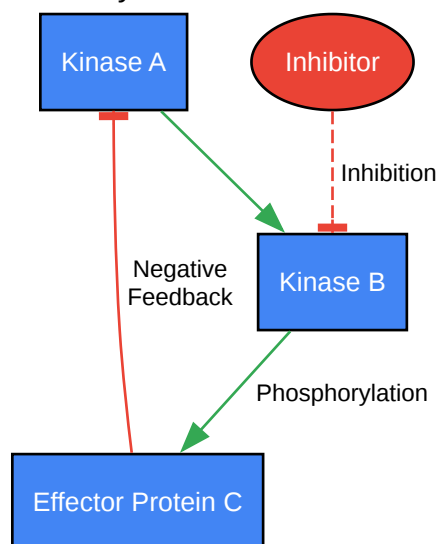 Kinase A
Inhibitor
Inhibition
Kinase B
Negative
Feedback
Phosphorylation
Effector Protein C